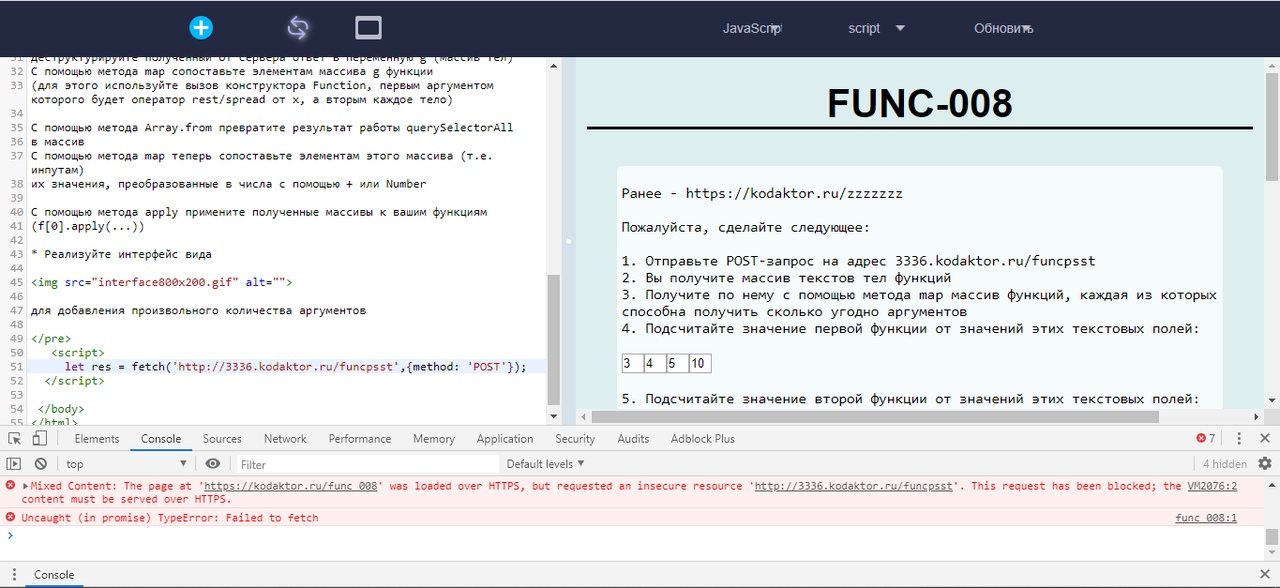 JavaScript
script
Обновить
31 деструктурируйте полученный от сервера ответ в переменную g (массив тел)
32 С помощью метода map сопоставьте элементам массива g функции
33 (для этого используйте вызов конструктора Function, первым аргументом
которого будет оператор rest/spread от x, а вторым каждое тело)
34
35 С помощью метода Array.from превратите результат работы querySelectorAll
36 в массив
37 С помощью метода map теперь сопоставьте элементам этого массива (т.е.
инпутам)
38 их значения, преобразованные в числа с помощью + или Number
39
40 С помощью метода apply примените полученные массивы к вашим функциям
41 (f[0].apply(...))
42
43 * Реализуйте интерфейс вида
44
45 <img src="interface800x200.gif" alt="">
46
47 для добавления произвольного количества аргументов
48
49 </pre>
50 <script>
51 let res = fetch('http://3336.kodaktor.ru/funcpsst',{method: 'POST'});
52 </script>
53
54 </body>
55 </html>
FUNC-008
Ранее - https://kodaktor.ru/zzzzzzz
Пожалуйста, сделайте следующее:
1. Отправьте POST-запрос на адрес 3336.kodaktor.ru/funcpsst
2. Вы получите массив текстов тел функций
3. Получите по нему с помощью метода map массив функций, каждая из которых
способна получить сколько угодно аргументов
4. Подсчитайте значение первой функции от значений этих текстовых полей:
3 4 5 10
5. Подсчитайте значение второй функции от значений этих текстовых полей:
Elements Console Sources Network Performance Memory Application Security Audits Adblock Plus 7
top Filter Default levels 4 hidden
Mixed Content: The page at 'https://kodaktor.ru/func_008' was loaded over HTTPS, but requested an insecure resource 'http://3336.kodaktor.ru/funcpsst'. This request has been blocked; the VM2076:2
content must be served over HTTPS.
Uncaught (in promise) TypeError: Failed to fetch func_008:1
Console